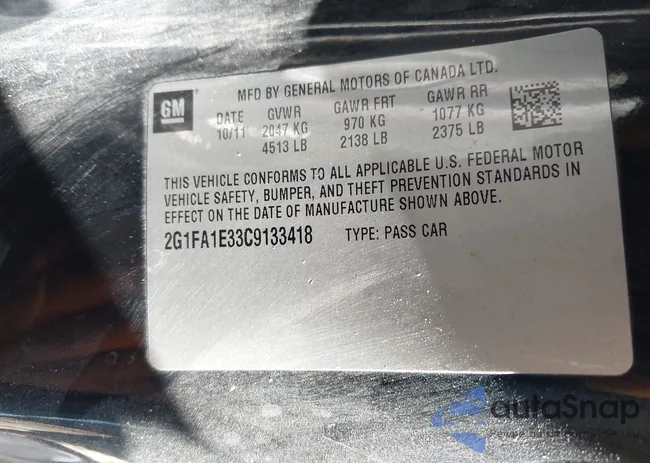 MFD BY GENERAL MOTORS OF CANADA LTD.
GM
DATE GVWR GAWR FRT GAWR RR
10/11 2047 KG 970 KG 1077 KG
4513 LB 2138 LB 2375 LB
THIS VEHICLE CONFORMS TO ALL APPLICABLE U.S. FEDERAL MOTOR
VEHICLE SAFETY, BUMPER, AND THEFT PREVENTION STANDARDS IN
EFFECT ON THE DATE OF MANUFACTURE SHOWN ABOVE.
2G1FA1E33C9133418 TYPE: PASS CAR
autaSnap